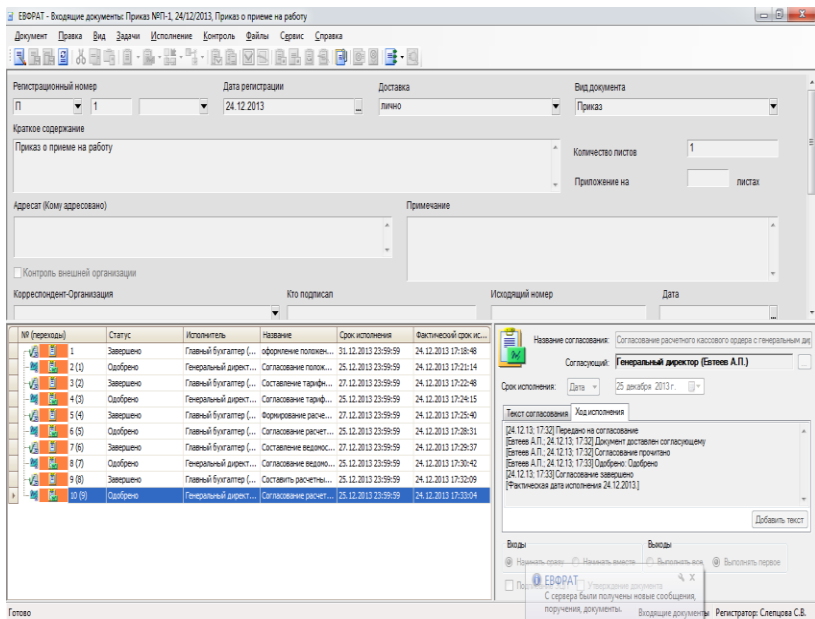 ЕВФРАТ - Входящие документы: Приказ №П-1, 24/12/2013, Приказ о приеме на работу
Документ Правка Вид Задачи Исполнение Контроль Файлы Сервис Справка
Регистрационный номер Дата регистрации Доставка Вид документа
П 1 24.12.2013 ... лично Приказ
Краткое содержание
Приказ о приеме на работу
Количество листов 1
Приложение на листах
Адресат (Кому адресовано) Примечание
Контроль внешней организации
Корреспондент-Организация Кто подписал Исходящий номер Дата
№ (переходы) Статус Исполнитель Название Срок исполнения Фактический срок ис...
1 Завершено Главный бухгалтер (... оформление положен... 31.12.2013 23:59:59 24.12.2013 17:18:48
2 (1) Одобрено Генеральный директ... Согласование полож... 25.12.2013 23:59:59 24.12.2013 17:21:14
3 (2) Завершено Главный бухгалтер (... Составление тарифн... 27.12.2013 23:59:59 24.12.2013 17:22:48
4 (3) Одобрено Генеральный директ... Согласование тариф... 25.12.2013 23:59:59 24.12.2013 17:24:15
5 (4) Завершено Главный бухгалтер (... Формирование расче... 27.12.2013 23:59:59 24.12.2013 17:25:40
6 (5) Одобрено Генеральный директ... Согласование расчет... 25.12.2013 23:59:59 24.12.2013 17:28:31
7 (6) Завершено Главный бухгалтер (... Составление ведомос... 27.12.2013 23:59:59 24.12.2013 17:29:37
8 (7) Одобрено Генеральный директ... Согласование ведомо... 25.12.2013 23:59:59 24.12.2013 17:30:42
9 (8) Завершено Главный бухгалтер (... Составить расчетны... 25.12.2013 23:59:59 24.12.2013 17:32:09
10 (9) Одобрено Генеральный директ... Согласование расчет... 25.12.2013 23:59:59 24.12.2013 17:33:04
Название согласования: Согласование расчетного кассового ордера с генеральным дир
Согласующий: Генеральный директор (Евтеев А.П.) ...
Срок исполнения: Дата 25 декабря 2013 г.
Текст согласования Ход исполнения
[24.12.13; 17:32] Передано на согласование
[Евтеев А.П.; 24.12.13; 17:32] Документ доставлен согласующему
[Евтеев А.П.; 24.12.13; 17:32] Согласование прочитано
[Евтеев А.П.; 24.12.13; 17:33] Одобрено: Одобрено
[24.12.13; 17:33] Согласование завершено
[Фактическая дата исполнения 24.12.2013]
Добавить текст
Входы Выходы
Начинать сразу Начинать вместе Выполнять все Выполнять первое
Утверждение документа
ЕВФРАТ
С сервера были получены новые сообщения,
поручения, документы.
Готово Входящие документы Регистратор: Слепцова С.В.